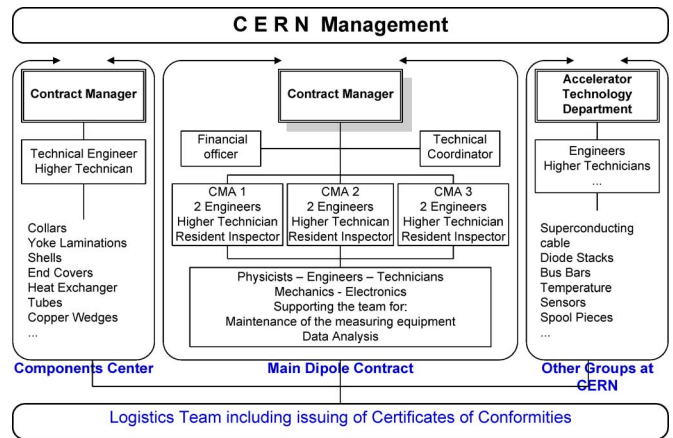 C E R N Management
Contract Manager
Technical Engineer
Higher Technican
Collars
Yoke Laminations
Shells
End Covers
Heat Exchanger
Tubes
Copper Wedges
...
Components Center
Contract Manager
Financial
officer
Technical
Coordinator
CMA 1
2 Engineers
Higher Technician
Resident Inspector
CMA 2
2 Engineers
Higher Technician
Resident Inspector
CMA 3
2 Engineers
Higher Technician
Resident Inspector
Physicists – Engineers – Technicians
Mechanics - Electronics
Supporting the team for:
Maintenance of the measuring equipment
Data Analysis
Main Dipole Contract
Accelerator
Technology
Department
Engineers
Higher Technicians
...
Superconducting
cable
Diode Stacks
Bus Bars
Temperature
Sensors
Spool Pieces
...
Other Groups at
CERN
Logistics Team including issuing of Certificates of Conformities